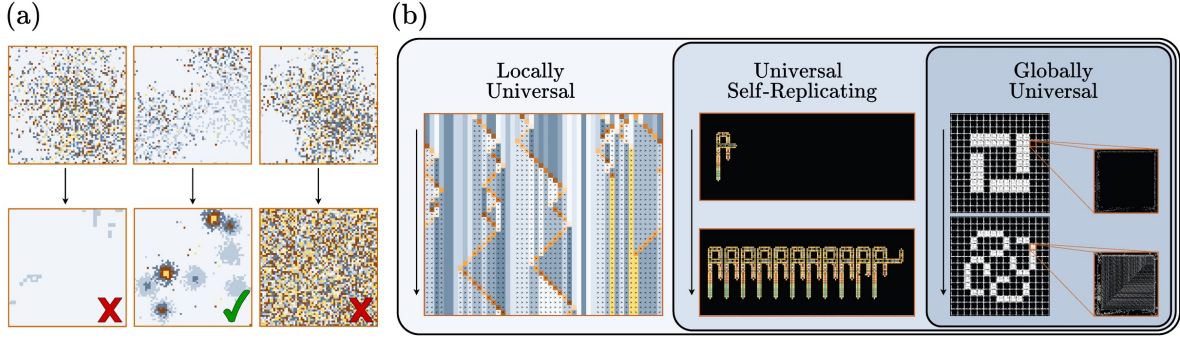 (a)
(b)
Locally
Universal
Universal
Self-Replicating
Globally
Universal